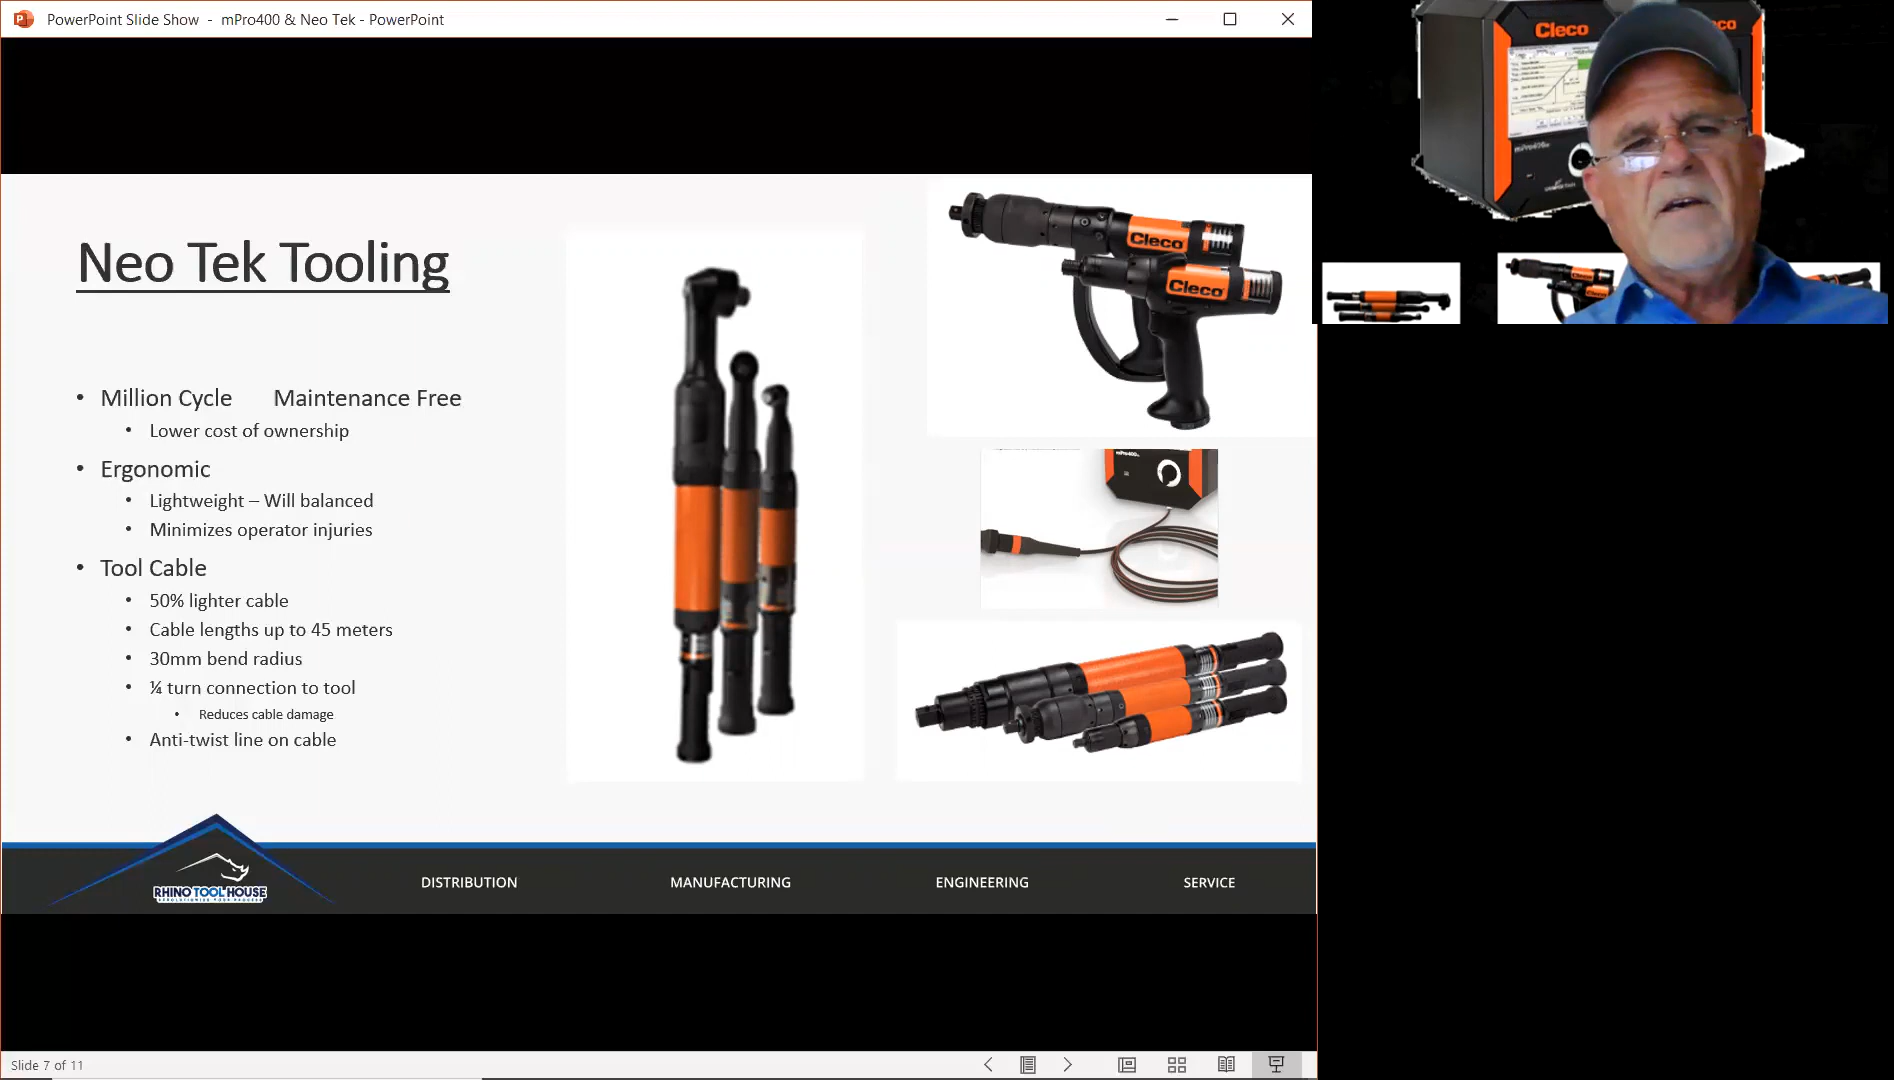 PowerPoint Slide Show - mPro400 & Neo Tek - PowerPoint
Cleco
Neo Tek Tooling
• Million Cycle Maintenance Free
• Lower cost of ownership
• Ergonomic
• Lightweight – Will balanced
• Minimizes operator injuries
• Tool Cable
• 50% lighter cable
• Cable lengths up to 45 meters
• 30mm bend radius
• ¼ turn connection to tool
• Reduces cable damage
• Anti-twist line on cable
Cleco
Cleco
mPro400
RHINO TOOL HOUSE
DISTRIBUTION
MANUFACTURING
ENGINEERING
SERVICE
Slide 7 of 11